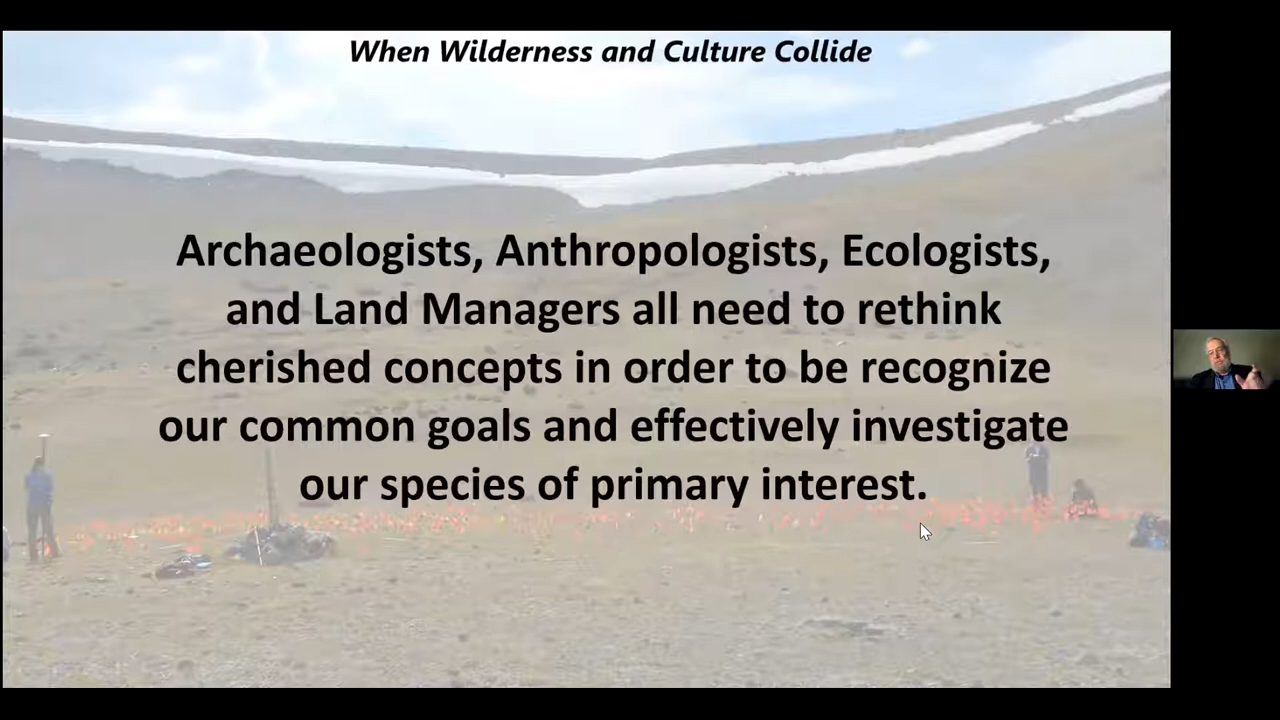 When Wilderness and Culture Collide
Archaeologists, Anthropologists, Ecologists,
and Land Managers all need to rethink
cherished concepts in order to be recognize
our common goals and effectively investigate
our species of primary interest.